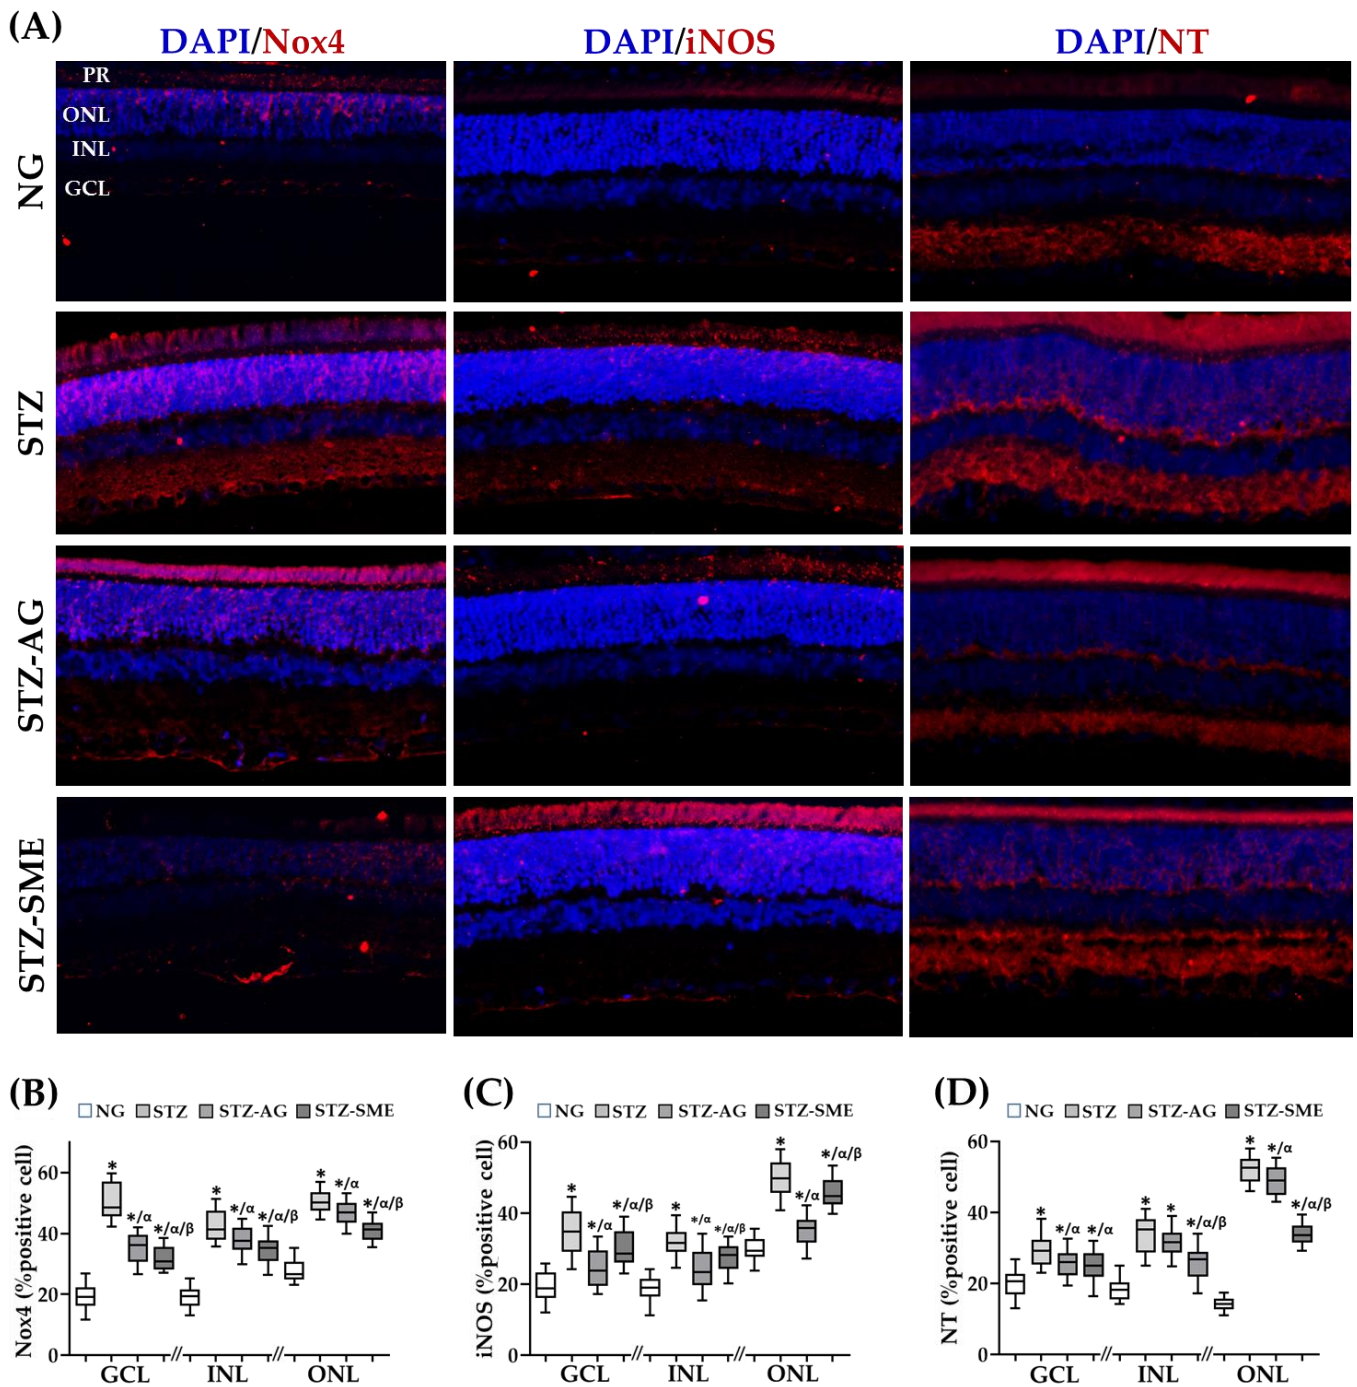 (A)
DAPI/Nox4 DAPI/iNOS DAPI/NT
NG
PR
ONL
INL
GCL
STZ
STZ-AG
STZ-SME
(B)
NG STZ STZ-AG STZ-SME
Nox4 (%positive cell)
60
40
20
0
* */α */α/β
* */α */α/β
* */α */α/β
GCL // INL // ONL
(C)
NG STZ STZ-AG STZ-SME
iNOS (%positive cell)
60
40
20
0
* */α */α/β
* */α */α/β
* */α */α/β
GCL // INL // ONL
(D)
NG STZ STZ-AG STZ-SME
NT (%positive cell)
60
40
20
0
* */α */α
* * */α/β
* */α */α/β
GCL // INL // ONL